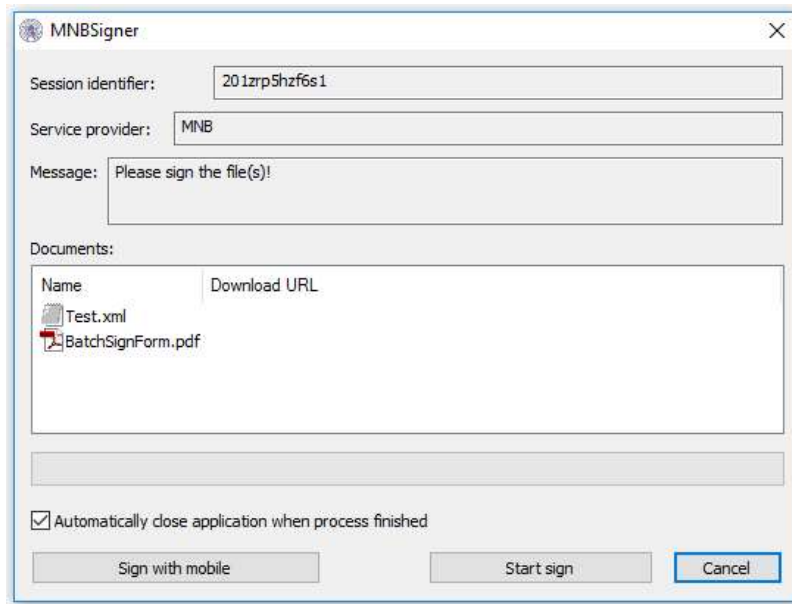 MNBSigner
Session identifier: 201zrp5hzf6s1
Service provider: MNB
Message: Please sign the file(s)!
Documents:
Name Download URL
Test.xml
BatchSignForm.pdf
Automatically close application when process finished
Sign with mobile Start sign Cancel